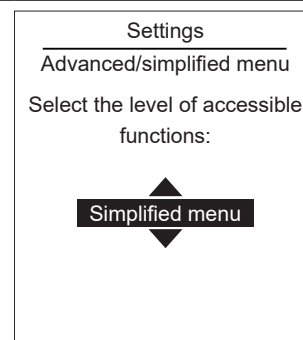 Settings
Advanced/simplified menu
Select the level of accessible
functions:
Simplified menu